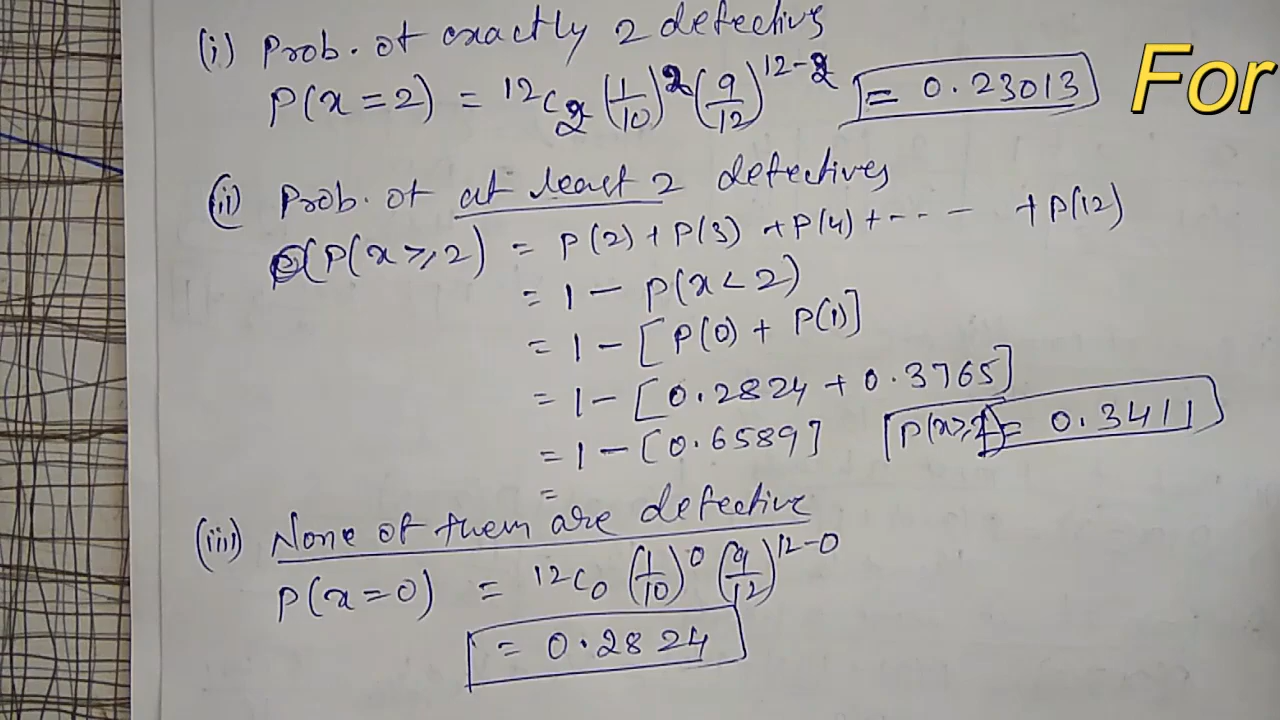 (i) Prob. of exactly 2 defective
P(x=2) = ¹²C₂ (1/10)² (9/12)¹²⁻² = 0.23013
For
(ii) Prob. of at least 2 defectives
(P(x≥2) = P(2) + P(3) + P(4) + --- - + P(12)
= 1 - P(x<2)
= 1 - [P(0) + P(1)]
= 1 - [0.2824 + 0.3765]
= 1 - [0.6589] P(x≥2) = 0.3411
=
(iii) None of them are defective
P(x=0) = ¹²C₀ (1/10)⁰ (9/12)¹²⁻⁰
= 0.2824